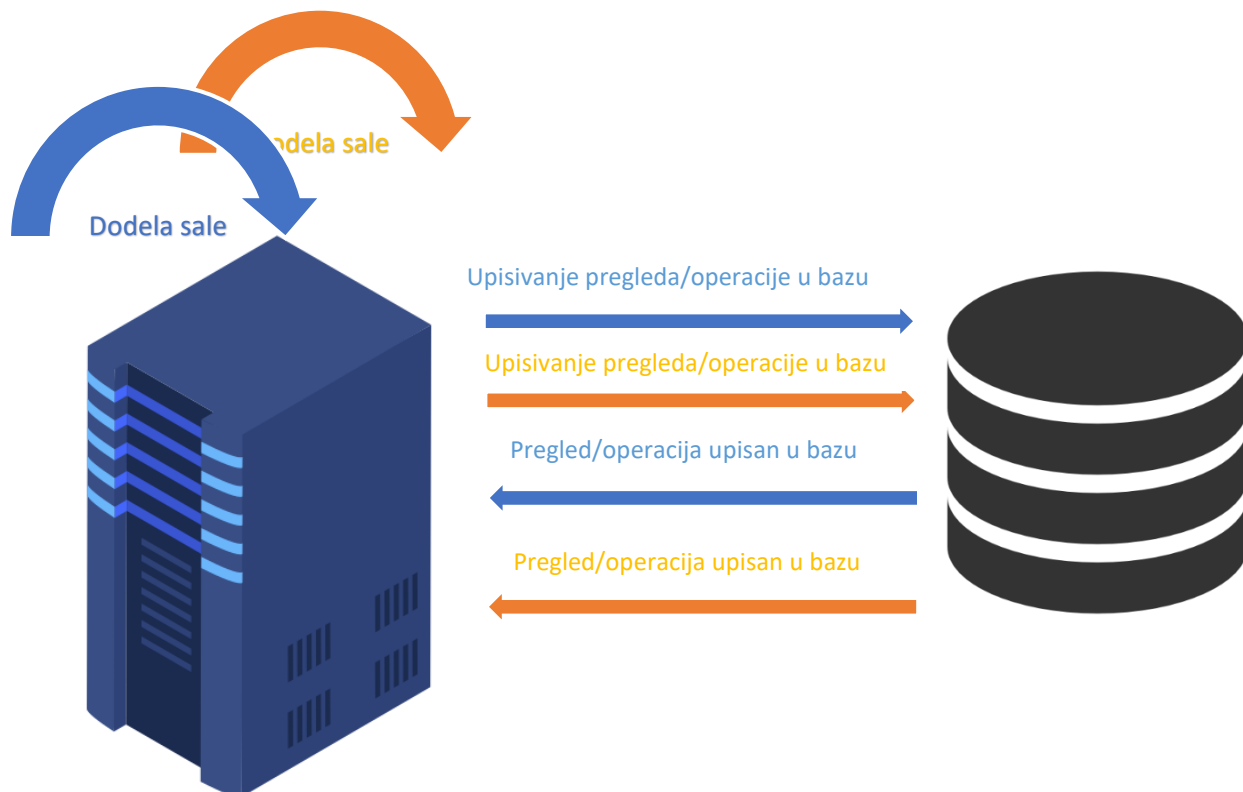 odela sale
Dodela sale
Upisivanje pregleda/operacije u bazu
Upisivanje pregleda/operacije u bazu
Pregled/operacija upisan u bazu
Pregled/operacija upisan u bazu